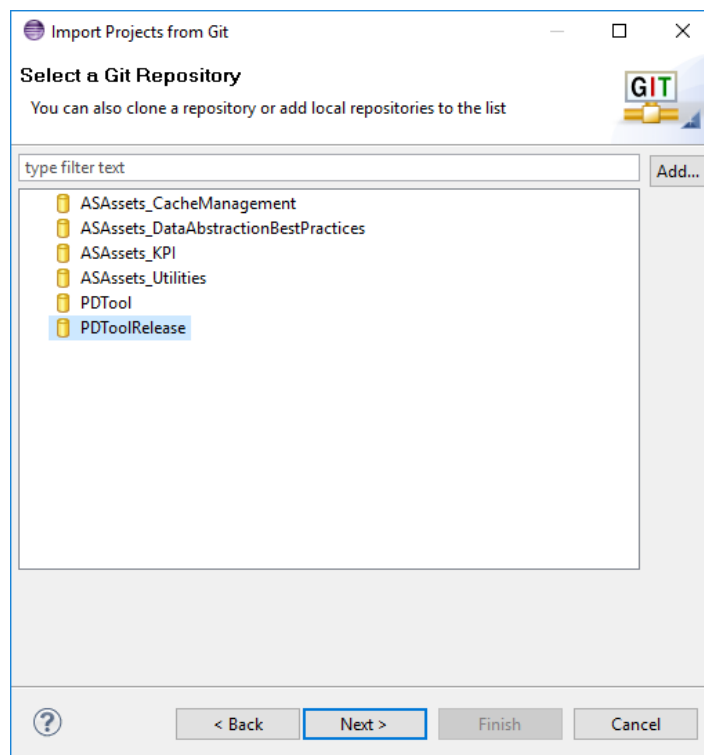 Import Projects from Git
Select a Git Repository
You can also clone a repository or add local repositories to the list
GIT
type filter text
Add...
ASAssets_CacheManagement
ASAssets_DataAbstractionBestPractices
ASAssets_KPI
ASAssets_Utilities
PDTool
PDToolRelease
?
< Back
Next >
Finish
Cancel